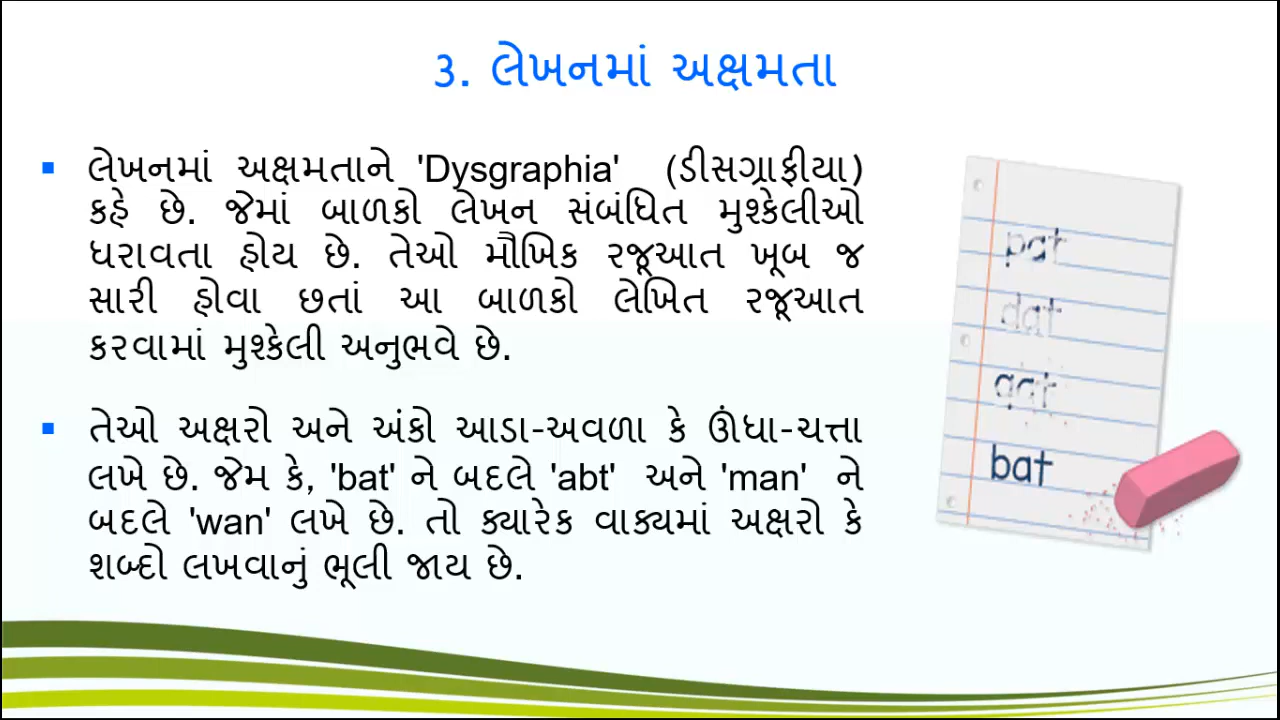 ૩. લેખનમાં અક્ષમતા
લેખનમાં અક્ષમતાને 'Dysgraphia' (ડીસગ્રાફીયા)
કહે છે. જેમાં બાળકો લેખન સંબંધિત મુશ્કેલીઓ
ધરાવતા હોય છે. તેઓ મૌખિક રજૂઆત ખૂબ જ
સારી હોવા છતાં આ બાળકો લેખિત રજૂઆત
કરવામાં મુશ્કેલી અનુભવે છે.
તેઓ અક્ષરો અને અંકો આડા-અવળા કે ઊંધા-ચત્તા
લખે છે. જેમ કે, 'bat' ને બદલે 'abt' અને 'man' ને
બદલે 'wan' લખે છે. તો ક્યારેક વાક્યમાં અક્ષરો કે
શબ્દો લખવાનું ભૂલી જાય છે.
pat
dat
qat
bat